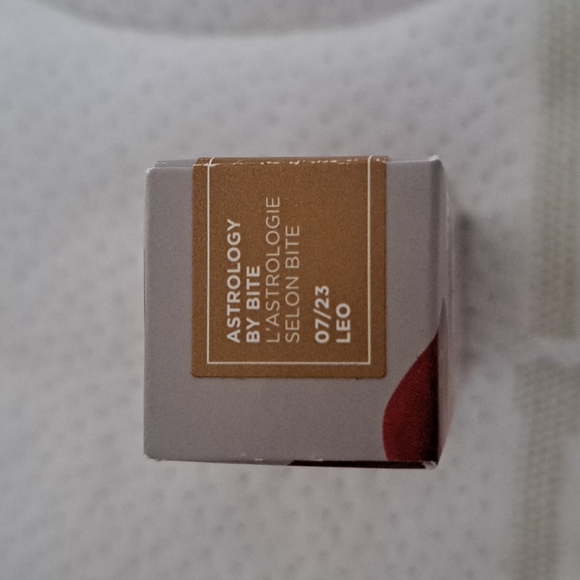 ASTROLOGY
BY BITE
L'ASTROLOGIE
SELON BITE
07/23
LEO